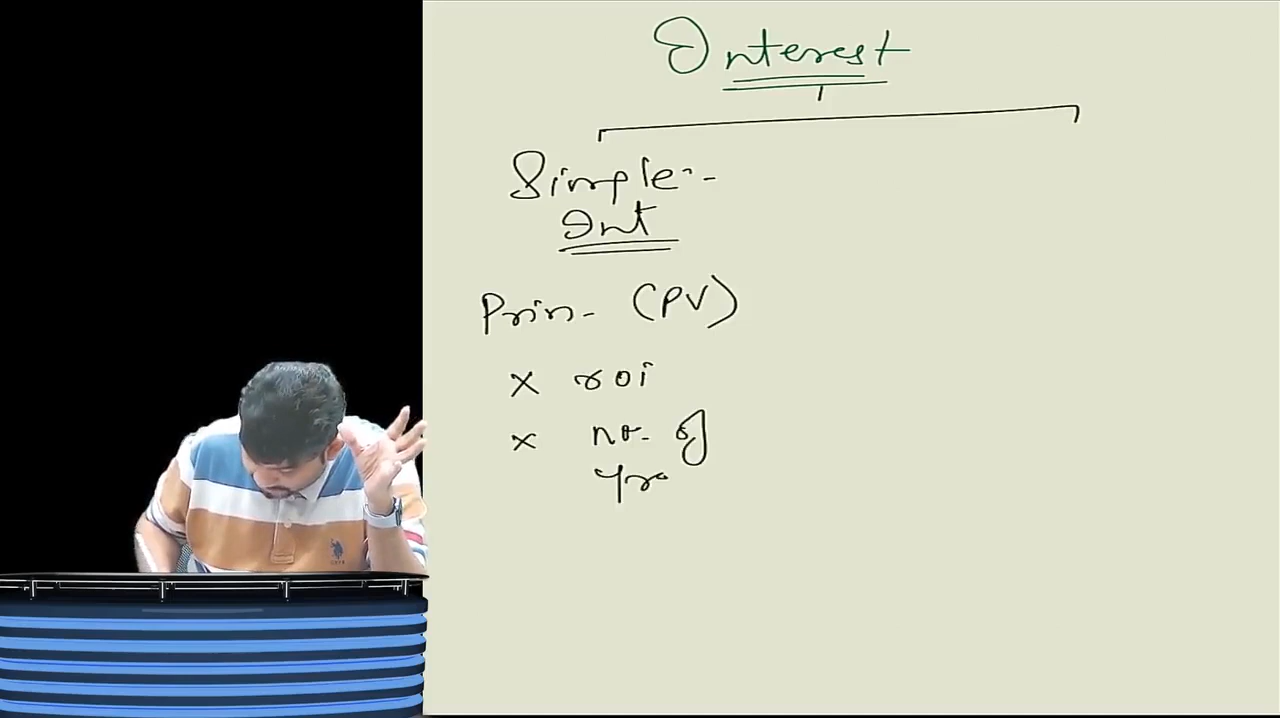 Interest
Simple:-
Int
Prin- (PV)
× roi
× no. of
yrs